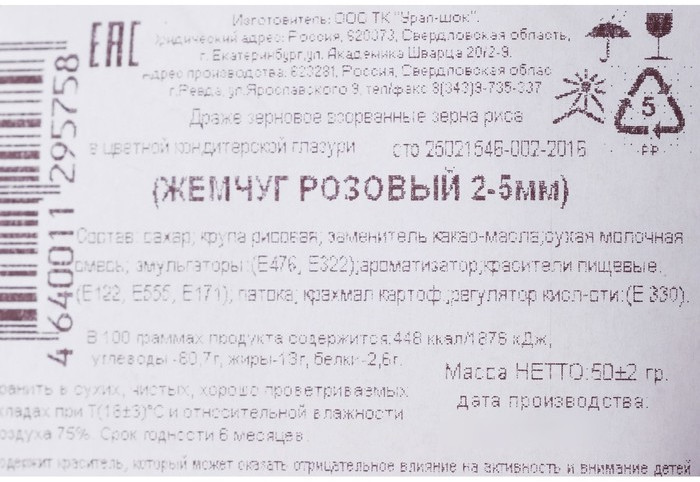 EAC
Изготовитель: ООО ТК "Урал-шок".
адрес: Россия, 620073, Свердловская область,
г. Екатеринбург,ул. Академика Шварца 20/2-9.
адрес производства: 623281, Россия, Свердловская облас
г.Ревда, ул.Ярославского 9, тел/факс 8(343)9-735-337
Драже зерновое взорванные зерна риса
в цветной кондитерской глазури сто 25021546-002-2016
(ЖЕМЧУГ РОЗОВЫЙ 2-5мм)
Состав: сахар; крупа рисовая; заменитель какао-масла;сухая молочная
смесь; эмульгаторы:(Е476, Е322);ароматизатор;красители пищевые:
(Е122, Е555, Е171); патока; крахмал картоф.;регулятор кисл-сти:(Е 330).
В 100 граммах продукта содержится:448 ккал/1876 кДж,
углеводы -80,7г, жиры-13г, белки-2,6г.
Масса НЕТТО:50±2 гр.
дата производства:
ранить в сухих, чистых, хорошо проветриваемых
кладах при Т(18±3)°С и относительной влажности
оздуха 75%. Срок годности 6 месяцев.
одержит краситель, который может оказать отрицательное влияние на активность и внимание детей
4 640011 295758
5
PP